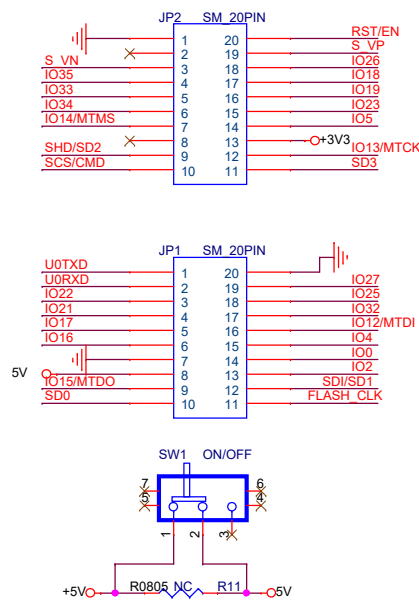 JP2 SM_20PIN
1 20 RST/EN
2 19 S_VP
S_VN 3 18 IO26
IO35 4 17 IO18
IO33 5 16 IO19
IO34 6 15 IO23
IO14/MTMS 7 14 IO5
8 13 +3V3
SHD/SD2 9 12 IO13/MTCK
SCS/CMD 10 11 SD3
JP1 SM_20PIN
U0TXD 1 20
U0RXD 2 19 IO27
IO22 3 18 IO25
IO21 4 17 IO32
IO17 5 16 IO12/MTDI
IO16 6 15 IO4
7 14 IO0
5V 8 13 IO2
IO15/MTDO 9 12 SDI/SD1
SD0 10 11 FLASH_CLK
SW1 ON/OFF
7 6
5 4
1 2 3
+5V R0805 NC R11 5V